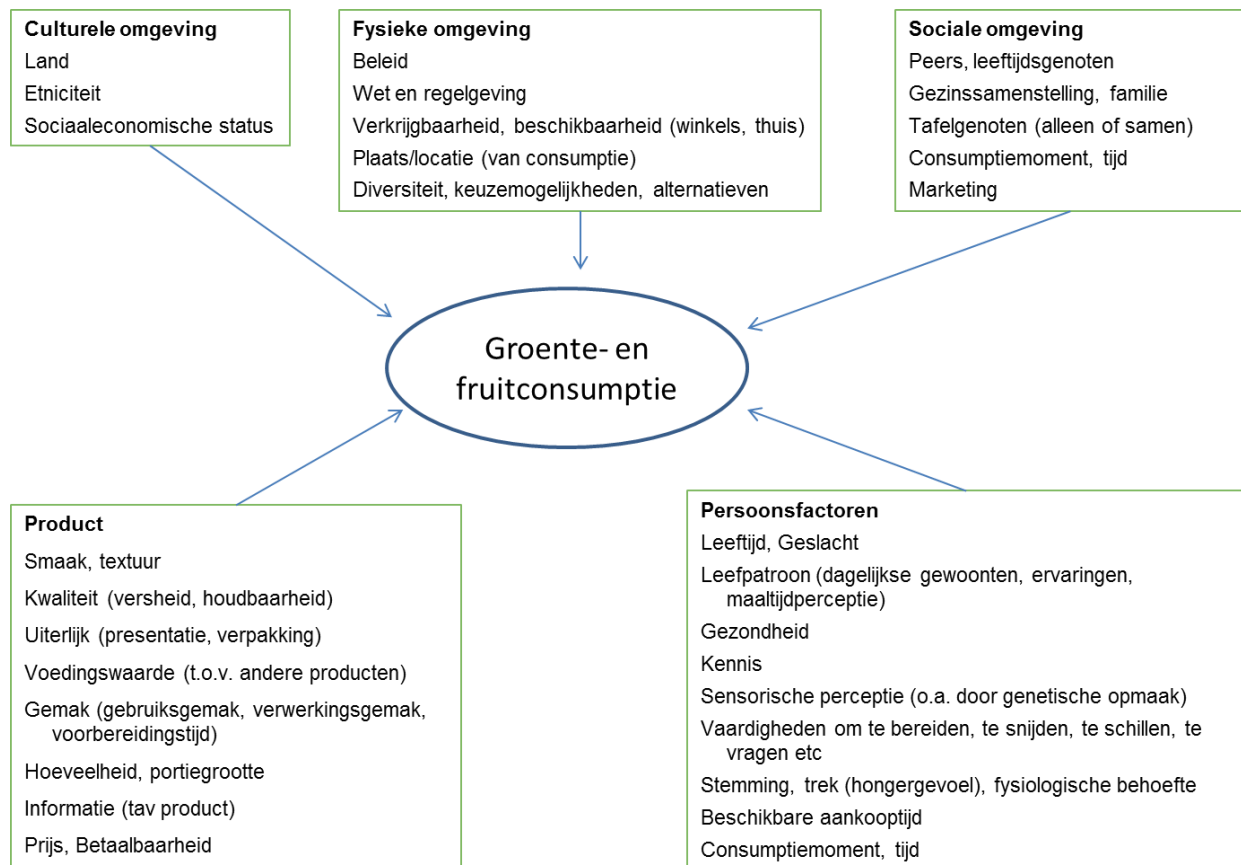 Culturele omgeving
Land
Etniciteit
Sociaaleconomische status
Fysieke omgeving
Beleid
Wet en regelgeving
Verkrijgbaarheid, beschikbaarheid (winkels, thuis)
Plaats/locatie (van consumptie)
Diversiteit, keuzemogelijkheden, alternatieven
Sociale omgeving
Peers, leeftijdsgenoten
Gezinssamenstelling, familie
Tafelgenoten (alleen of samen)
Consumptiemoment, tijd
Marketing
Groente- en
fruitconsumptie
Product
Smaak, textuur
Kwaliteit (versheid, houdbaarheid)
Uiterlijk (presentatie, verpakking)
Voedingswaarde (t.o.v. andere producten)
Gemak (gebruiksgemak, verwerkingsgemak,
voorbereidingstijd)
Hoeveelheid, portiegrootte
Informatie (tav product)
Prijs, Betaalbaarheid
Persoonsfactoren
Leeftijd, Geslacht
Leefpatroon (dagelijkse gewoonten, ervaringen,
maaltijdperceptie)
Gezondheid
Kennis
Sensorische perceptie (o.a. door genetische opmaak)
Vaardigheden om te bereiden, te snijden, te schillen, te
vragen etc
Stemming, trek (hongergevoel), fysiologische behoefte
Beschikbare aankooptijd
Consumptiemoment, tijd